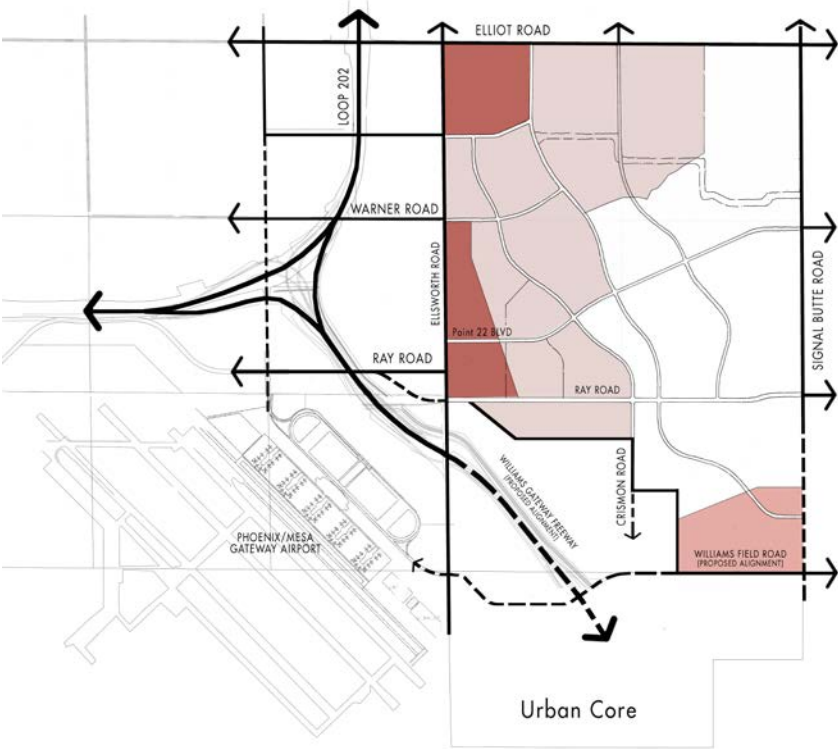 ELLIOT ROAD
LOOP 202
WARNER ROAD
ELLSWORTH ROAD
SIGNAL BUTTE ROAD
Point 22 BLVD
RAY ROAD
RAY ROAD
WILLIAMS GATEWAY FREEWAY
(PROPOSED ALIGNMENT)
CRISMON ROAD
PHOENIX/MESA
GATEWAY AIRPORT
WILLIAMS FIELD ROAD
(PROPOSED ALIGNMENT)
Urban Core